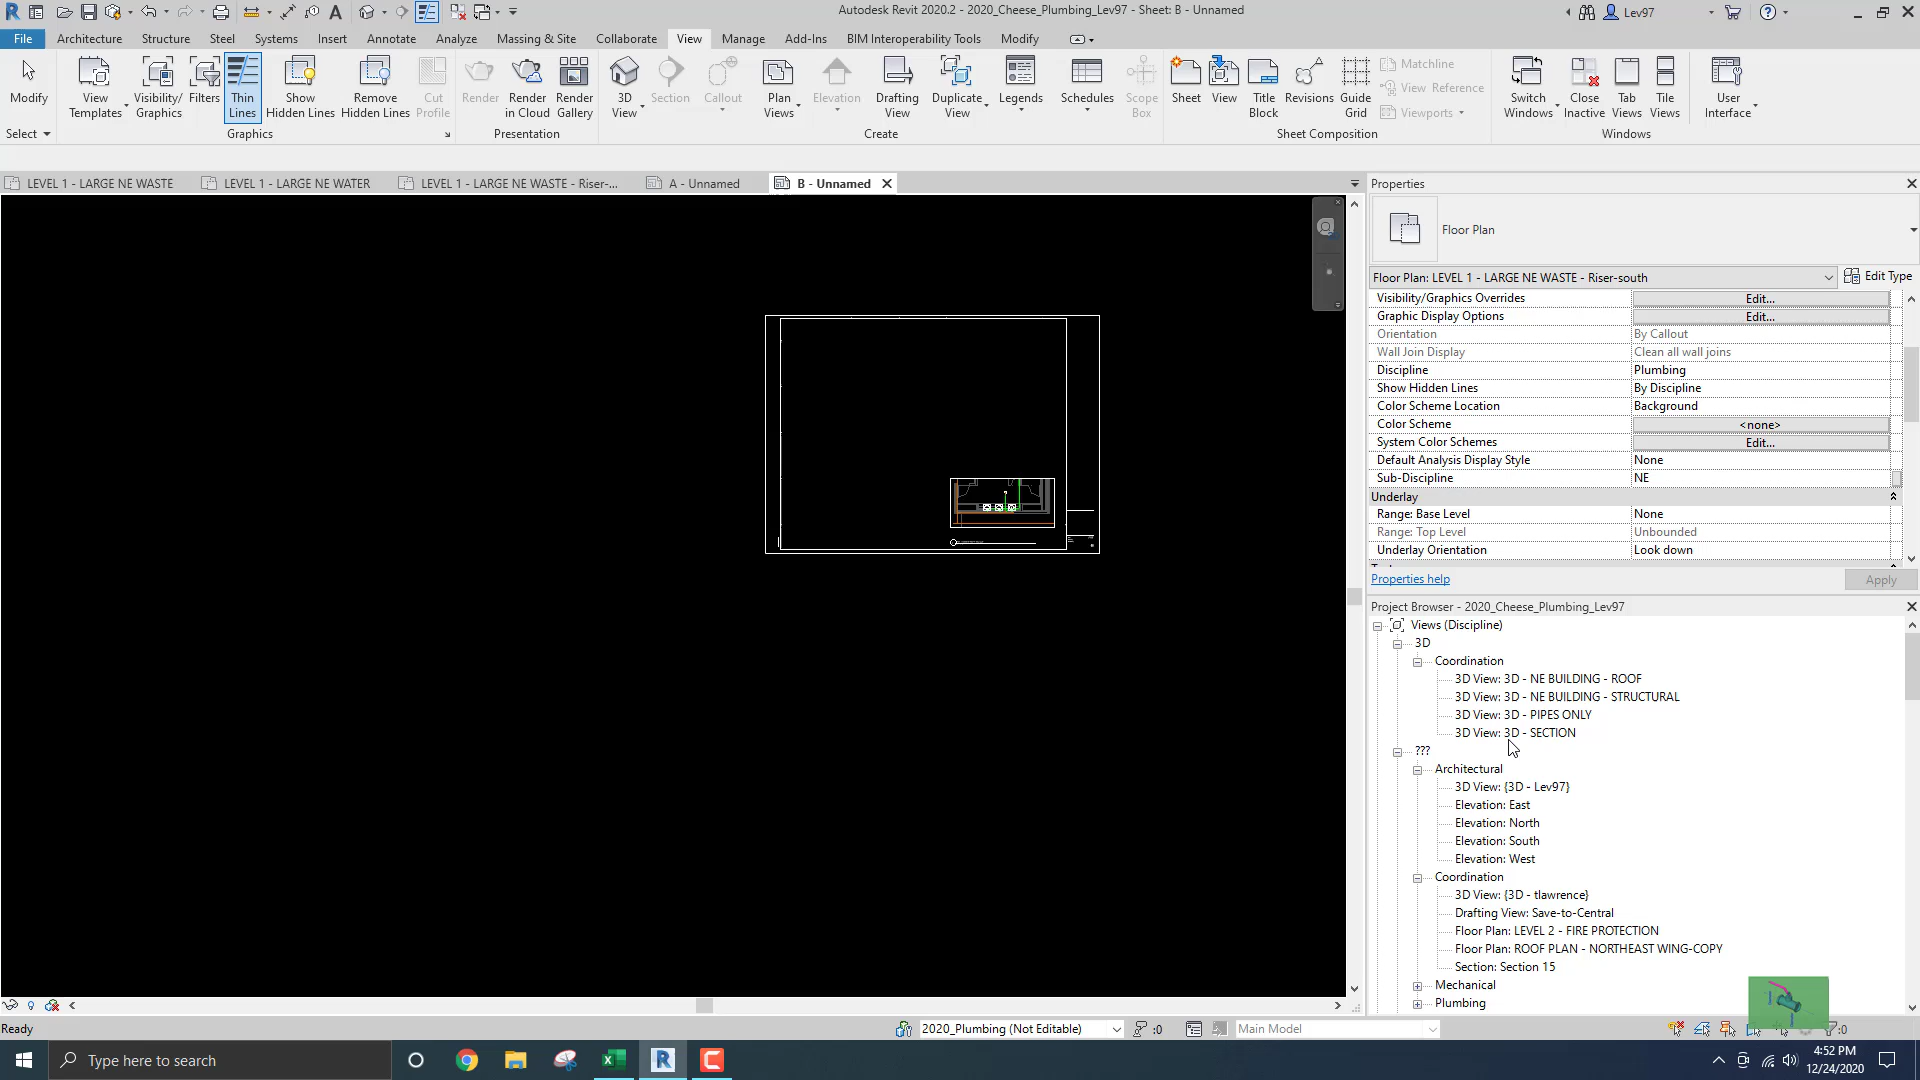 Autodesk Revit 2020.2 - 2020_Cheese_Plumbing_Lev97 - Sheet: B - Unnamed
Lev97
File Architecture Structure Steel Systems Insert Annotate Analyze Massing & Site Collaborate View Manage Add-Ins BIM Interoperability Tools Modify
Modify
View Templates
Visibility/ Graphics
Filters
Thin Lines
Show Hidden Lines
Remove Hidden Lines
Cut Profile
Render
Render in Cloud
Render Gallery
3D View
Section
Callout
Plan Views
Elevation
Drafting View
Duplicate View
Legends
Schedules
Scope Box
Sheet
View
Title Block
Revisions
Guide Grid
Matchline
View Reference
Viewports
Switch Windows
Close Inactive
Tab Views
Tile Views
User Interface
Select
Graphics
Presentation
Create
Sheet Composition
Windows
LEVEL 1 - LARGE NE WASTE
LEVEL 1 - LARGE NE WATER
LEVEL 1 - LARGE NE WASTE - Riser-...
A - Unnamed
B - Unnamed
Properties
Floor Plan
Floor Plan: LEVEL 1 - LARGE NE WASTE - Riser-south
Edit Type
Visibility/Graphics Overrides Edit...
Graphic Display Options Edit...
Orientation By Callout
Wall Join Display Clean all wall joins
Discipline Plumbing
Show Hidden Lines By Discipline
Color Scheme Location Background
Color Scheme <none>
System Color Schemes Edit...
Default Analysis Display Style None
Sub-Discipline NE
Underlay
Range: Base Level None
Range: Top Level Unbounded
Underlay Orientation Look down
Properties help
Apply
Project Browser - 2020_Cheese_Plumbing_Lev97
Views (Discipline)
3D
Coordination
3D View: 3D - NE BUILDING - ROOF
3D View: 3D - NE BUILDING - STRUCTURAL
3D View: 3D - PIPES ONLY
3D View: 3D - SECTION
???
Architectural
3D View: {3D - Lev97}
Elevation: East
Elevation: North
Elevation: South
Elevation: West
Coordination
3D View: {3D - tlawrence}
Drafting View: Save-to-Central
Floor Plan: LEVEL 2 - FIRE PROTECTION
Floor Plan: ROOF PLAN - NORTHEAST WING-COPY
Section: Section 15
Mechanical
Plumbing
Ready
2020_Plumbing (Not Editable)
:0
Main Model
:0
Type here to search
4:52 PM
12/24/2020